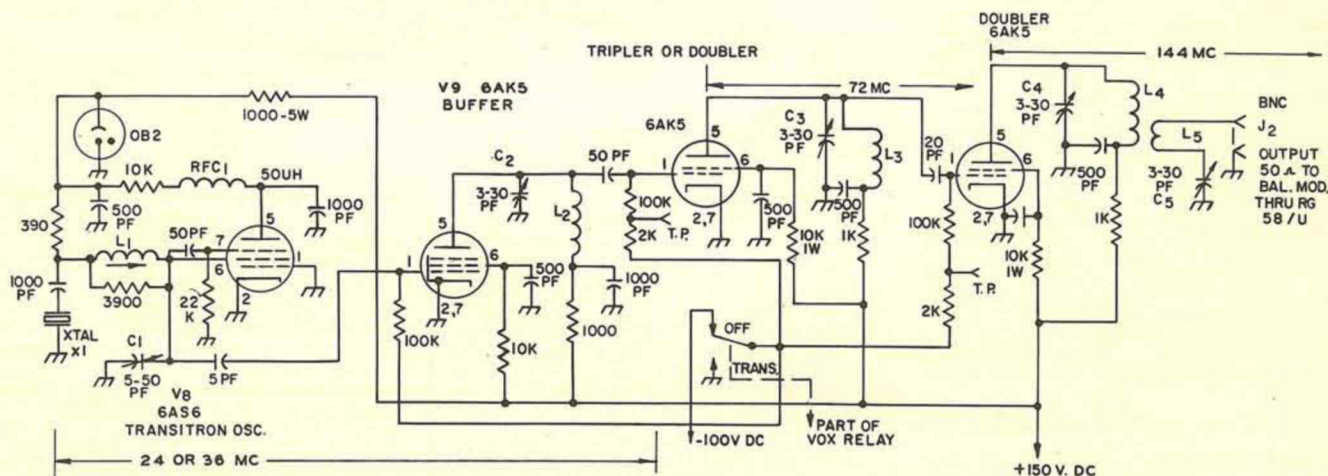 DOUBLER
6AK5
144 MC
TRIPLER OR DOUBLER
72 MC
V9 6AK5
BUFFER
OB2
1000-5W
10K
RFC1
50UH
500
PF
1000
PF
390
L1
50PF
7
6
5
1
2
3900
22
K
1000
PF
XTAL
X1
C1
5-50
PF
5PF
V8
6AS6
TRANSITRON OSC.
24 OR 36 MC
5
1
6
2,7
100K
C2
3-30
PF
L2
500
PF
10K
1000
PF
1000
50PF
6AK5
5
1
6
2,7
100K
2K
T.P.
500
PF
10K
1W
C3
3-30
PF
L3
500
PF
1K
20
PF
OFF
TRANS.
-100V DC
PART OF
VOX RELAY
5
1
6
2,7
100K
T.P.
2K
10K
1W
C4
3-30
PF
L4
500
PF
1K
L5
3-30
PF
C5
BNC
J2
OUTPUT
50 Ω TO
BAL. MOD.
THRU RG
58/U
+150 V. DC